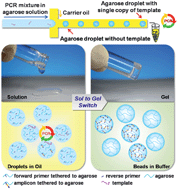 PCR mixture in
agarose solution
Carrier oil
Agarose droplet with
single copy of template
PCR
Agarose droplet without template
Solution
Gel
Sol to Gel
Switch
Droplets in Oil
Beads in Buffer
forward primer tethered to agarose
reverse primer
amplicon tethered to agarose
template